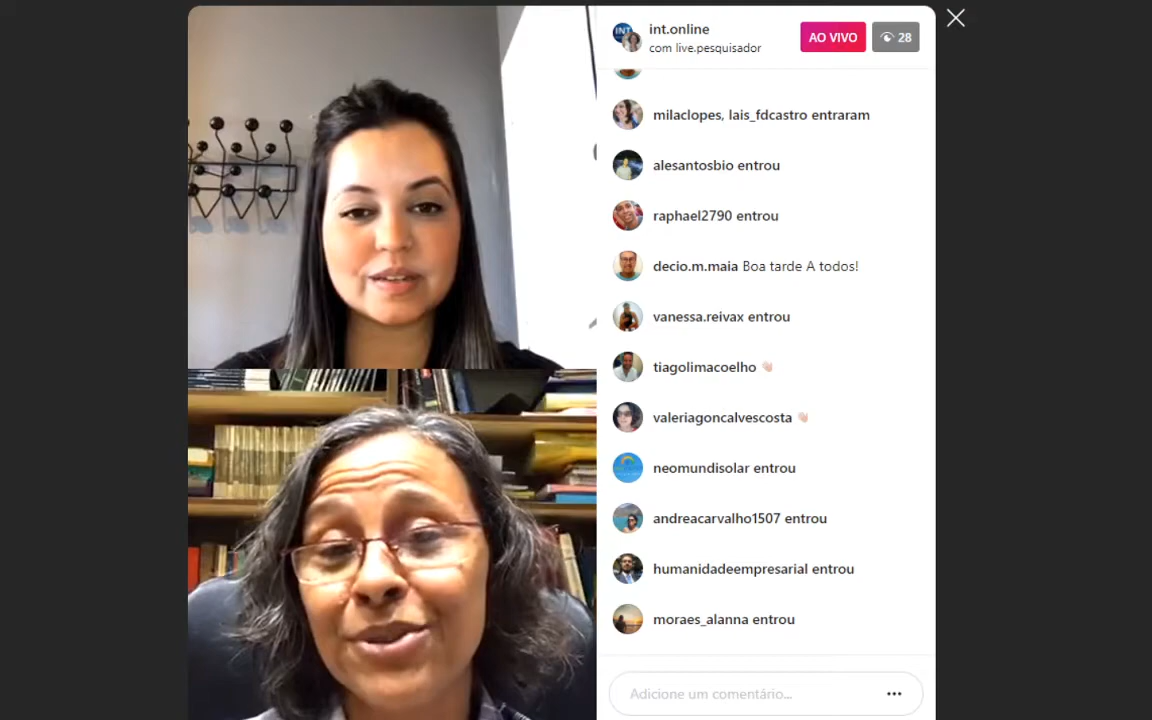 INT
int.online
com live.pesquisador
AO VIVO
28
milaclopes, lais_fdcastro entraram
alesantosbio entrou
raphael2790 entrou
decio.m.maia Boa tarde A todos!
vanessa.reivax entrou
tiagolimacoelho 👋🏻
valeriagoncalvescosta 👋🏻
neomundisolar entrou
andreacarvalho1507 entrou
humanidadeempresarial entrou
moraes_alanna entrou
Adicione um comentário...